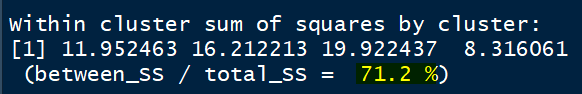 Within cluster sum of squares by cluster:
[1] 11.952463 16.212213 19.922437  8.316061
 (between_SS / total_SS =  71.2 %)